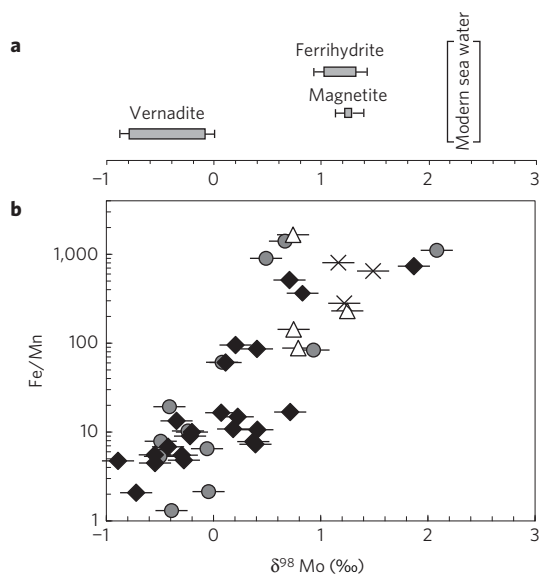 a
Ferrihydrite
Magnetite
Vernadite
Modern sea water
−1 0 1 2 3
b
1,000
100
10
1
Fe/Mn
−1 0 1 2 3
δ⁹⁸ Mo (‰)